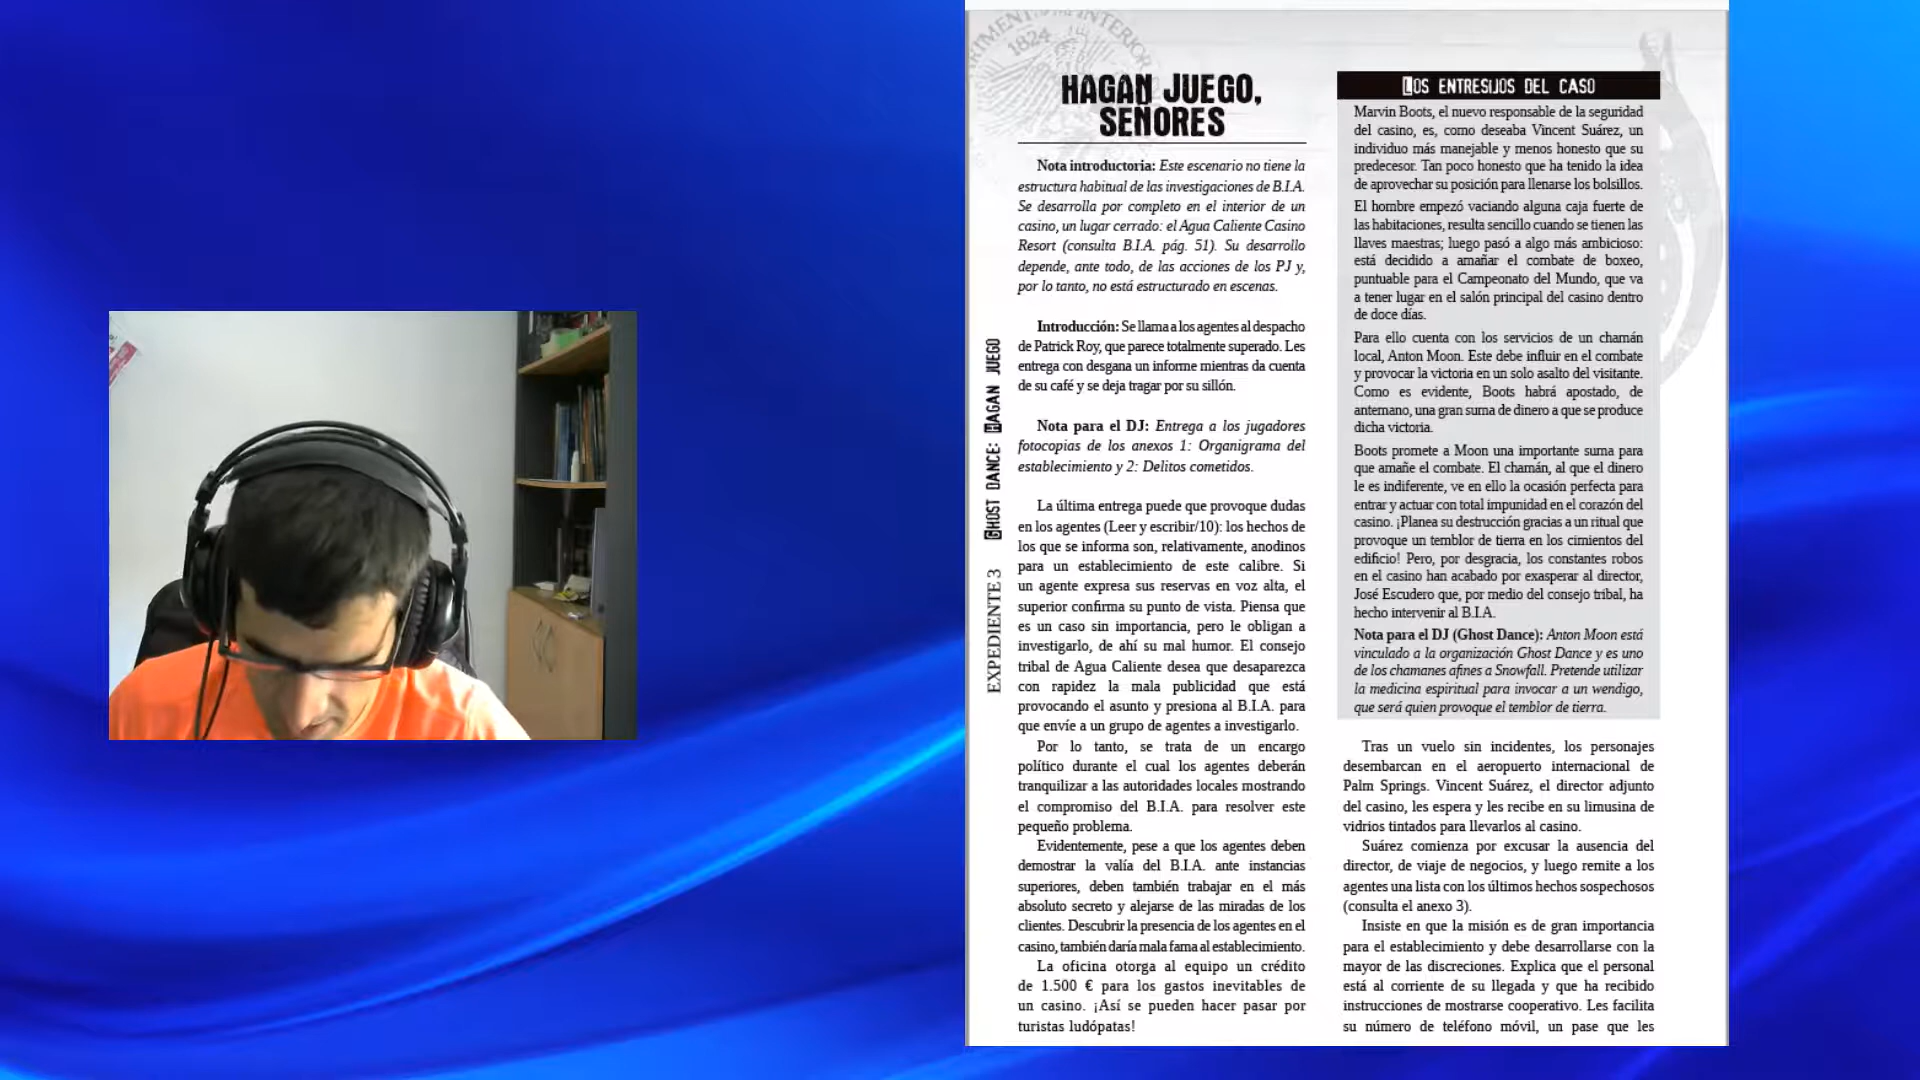 HAGAN JUEGO,
SEÑORES
Nota introductoria: Este escenario no tiene la
estructura habitual de las investigaciones de B.I.A.
Se desarrolla por completo en el interior de un
casino, un lugar cerrado: el Agua Caliente Casino
Resort (consulta B.I.A. pág. 51). Su desarrollo
depende, ante todo, de las acciones de los PJ y,
por lo tanto, no está estructurado en escenas.
Introducción: Se llama a los agentes al despacho
de Patrick Roy, que parece totalmente superado. Les
entrega con desgana un informe mientras da cuenta
de su café y se deja tragar por su sillón.
Nota para el DJ: Entrega a los jugadores
fotocopias de los anexos 1: Organigrama del
establecimiento y 2: Delitos cometidos.
La última entrega puede que provoque dudas
en los agentes (Leer y escribir/10): los hechos de
los que se informa son, relativamente, anodinos
para un establecimiento de este calibre. Si
un agente expresa sus reservas en voz alta, el
superior confirma su punto de vista. Piensa que
es un caso sin importancia, pero le obligan a
investigarlo, de ahí su mal humor. El consejo
tribal de Agua Caliente desea que desaparezca
con rapidez la mala publicidad que está
provocando el asunto y presiona al B.I.A. para
que envíe a un grupo de agentes a investigarlo.
Por lo tanto, se trata de un encargo
político durante el cual los agentes deberán
tranquilizar a las autoridades locales mostrando
el compromiso del B.I.A. para resolver este
pequeño problema.
Evidentemente, pese a que los agentes deben
demostrar la valía del B.I.A. ante instancias
superiores, deben también trabajar en el más
absoluto secreto y alejarse de las miradas de los
clientes. Descubrir la presencia de los agentes en el
casino, también daría mala fama al establecimiento.
La oficina otorga al equipo un crédito
de 1.500 € para los gastos inevitables de
un casino. ¡Así se pueden hacer pasar por
turistas ludópatas!
LOS ENTRESIJOS DEL CASO
Marvin Boots, el nuevo responsable de la seguridad
del casino, es, como deseaba Vincent Suárez, un
individuo más manejable y menos honesto que su
predecesor. Tan poco honesto que ha tenido la idea
de aprovechar su posición para llenarse los bolsillos.
El hombre empezó vaciando alguna caja fuerte de
las habitaciones, resulta sencillo cuando se tienen las
llaves maestras; luego pasó a algo más ambicioso:
está decidido a amañar el combate de boxeo,
puntuable para el Campeonato del Mundo, que va
a tener lugar en el salón principal del casino dentro
de doce días.
Para ello cuenta con los servicios de un chamán
local, Anton Moon. Este debe influir en el combate
y provocar la victoria en un solo asalto del visitante.
Como es evidente, Boots habrá apostado, de
antemano, una gran suma de dinero a que se produce
dicha victoria.
Boots promete a Moon una importante suma para
que amañe el combate. El chamán, al que el dinero
le es indiferente, ve en ello la ocasión perfecta para
entrar y actuar con total impunidad en el corazón del
casino. ¡Planea su destrucción gracias a un ritual que
provoque un temblor de tierra en los cimientos del
edificio! Pero, por desgracia, los constantes robos
en el casino han acabado por exasperar al director,
José Escudero que, por medio del consejo tribal, ha
hecho intervenir al B.I.A.
Nota para el DJ (Ghost Dance): Anton Moon está
vinculado a la organización Ghost Dance y es uno
de los chamanes afines a Snowfall. Pretende utilizar
la medicina espiritual para invocar a un wendigo,
que será quien provoque el temblor de tierra.
Tras un vuelo sin incidentes, los personajes
desembarcan en el aeropuerto internacional de
Palm Springs. Vincent Suárez, el director adjunto
del casino, les espera y les recibe en su limusina de
vidrios tintados para llevarlos al casino.
Suárez comienza por excusar la ausencia del
director, de viaje de negocios, y luego remite a los
agentes una lista con los últimos hechos sospechosos
(consulta el anexo 3).
Insiste en que la misión es de gran importancia
para el establecimiento y debe desarrollarse con la
mayor de las discreciones. Explica que el personal
está al corriente de su llegada y que ha recibido
instrucciones de mostrarse cooperativo. Les facilita
su número de teléfono móvil, un pase que les
EXPEDIENTE 3 GHOST DANCE: HAGAN JUEGO
1824
INTERIOR